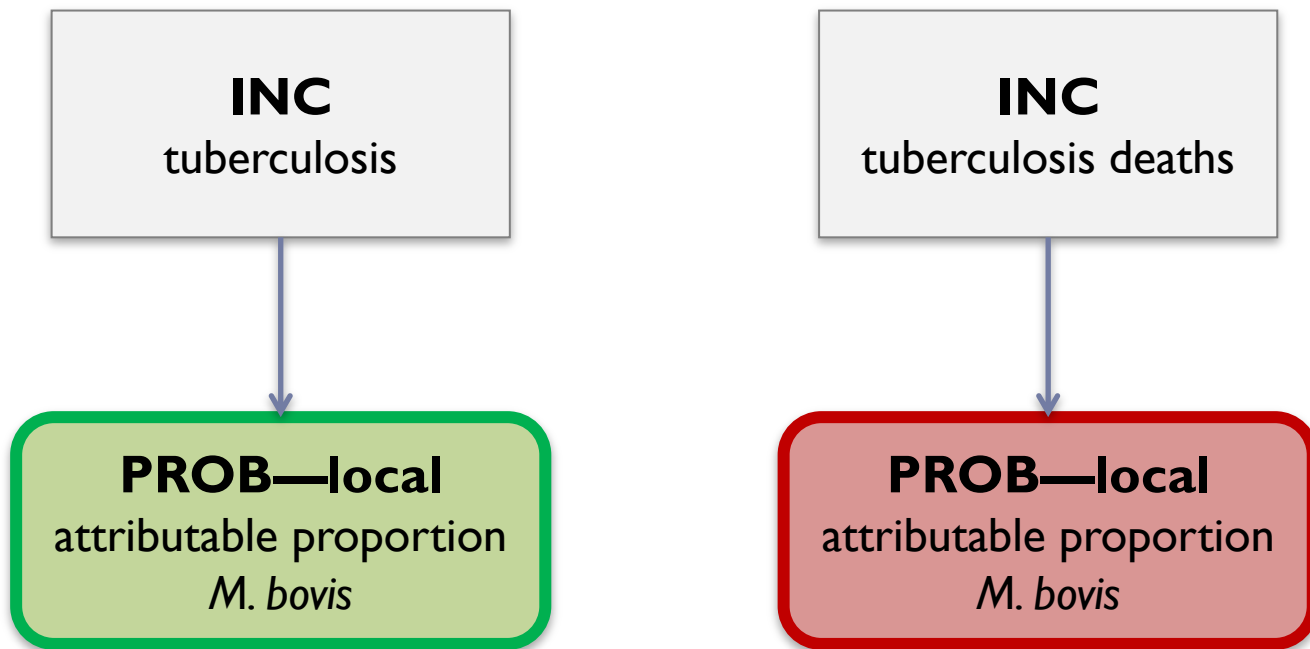 INC
tuberculosis
INC
tuberculosis deaths
PROB—local
attributable proportion
M. bovis
PROB—local
attributable proportion
M. bovis